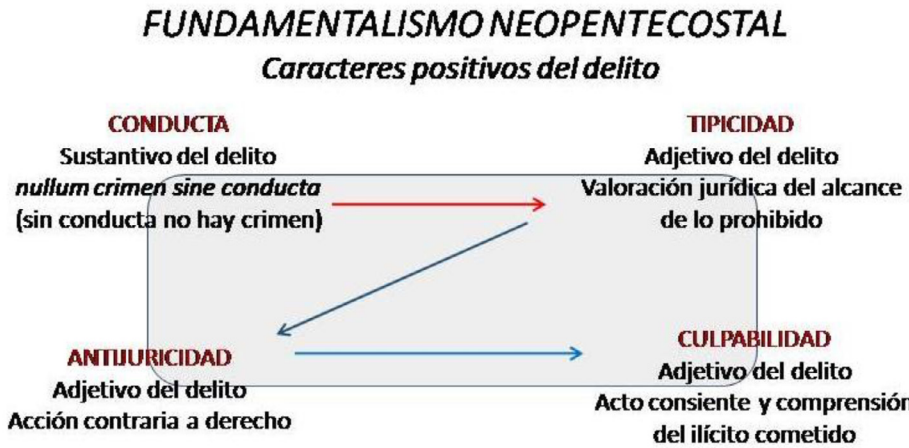 FUNDAMENTALISMO NEOPENTECOSTAL
Caracteres positivos del delito
CONDUCTA
Sustantivo del delito
nullum crimen sine conducta
(sin conducta no hay crimen)
TIPICIDAD
Adjetivo del delito
Valoración jurídica del alcance
de lo prohibido
ANTIJURICIDAD
Adjetivo del delito
Acción contraria a derecho
CULPABILIDAD
Adjetivo del delito
Acto consiente y comprensión
del ilícito cometido